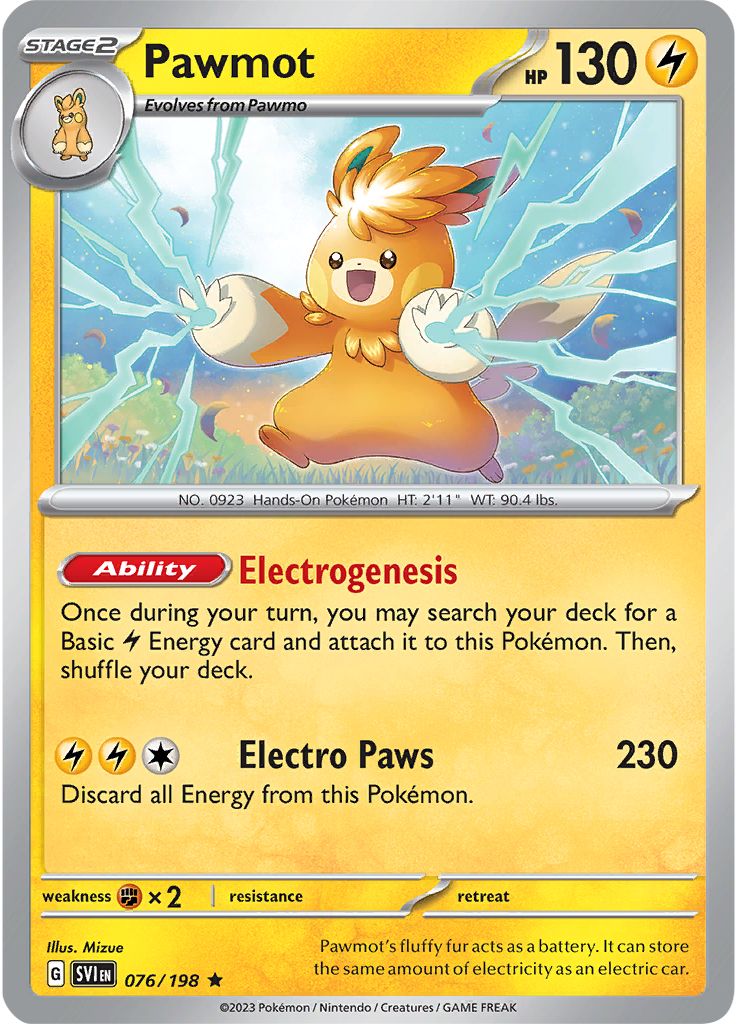 STAGE2
Pawmot
HP 130
Evolves from Pawmo
NO. 0923 Hands-On Pokémon HT: 2'11" WT: 90.4 lbs.
Ability Electrogenesis
Once during your turn, you may search your deck for a
Basic Energy card and attach it to this Pokémon. Then,
shuffle your deck.
Electro Paws 230
Discard all Energy from this Pokémon.
weakness ×2 resistance retreat
Illus. Mizue
G SVI EN 076/198
Pawmot's fluffy fur acts as a battery. It can store
the same amount of electricity as an electric car.
©2023 Pokémon / Nintendo / Creatures / GAME FREAK